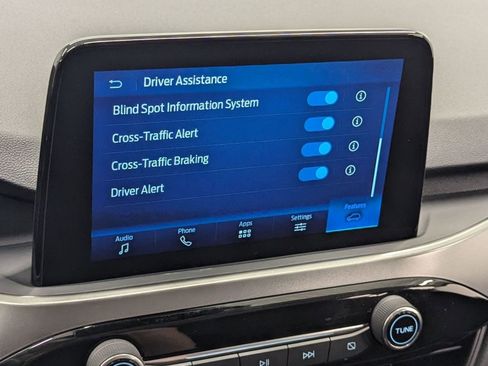 Driver Assistance
Blind Spot Information System
Cross-Traffic Alert
Cross-Traffic Braking
Driver Alert
Audio
Phone
Apps
Settings
Features
TUNE